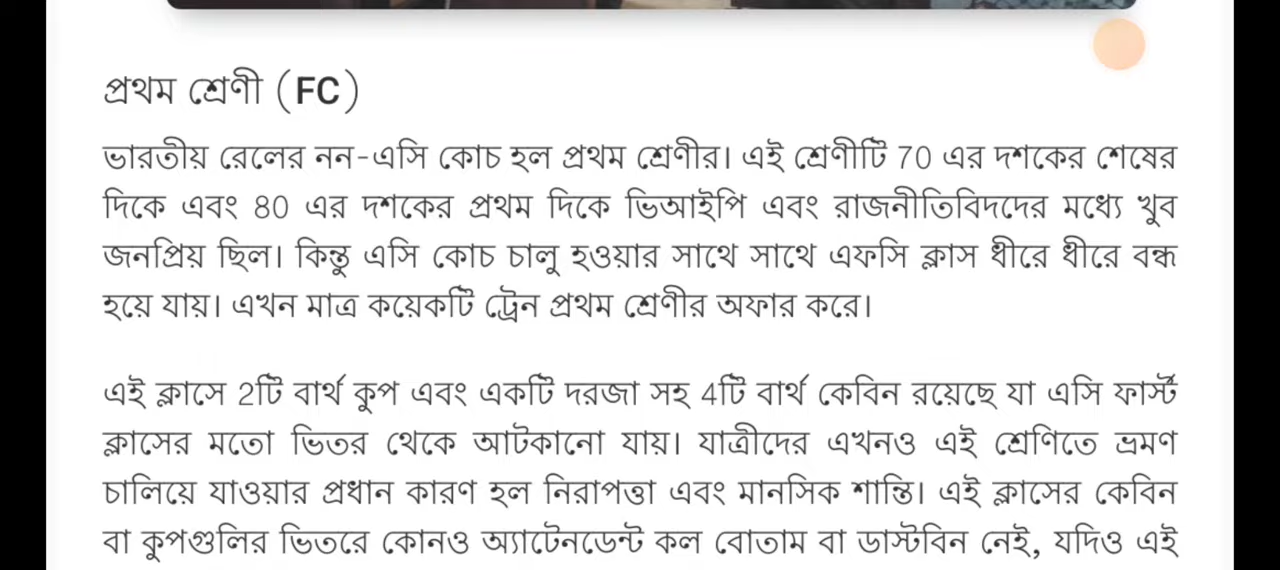 প্রথম শ্রেণী (FC)
ভারতীয় রেলের নন-এসি কোচ হল প্রথম শ্রেণীর। এই শ্রেণীটি 70 এর দশকের শেষের
দিকে এবং 80 এর দশকের প্রথম দিকে ভিআইপি এবং রাজনীতিবিদদের মধ্যে খুব
জনপ্রিয় ছিল। কিন্তু এসি কোচ চালু হওয়ার সাথে সাথে এফসি ক্লাস ধীরে ধীরে বন্ধ
হয়ে যায়। এখন মাত্র কয়েকটি ট্রেন প্রথম শ্রেণীর অফার করে।
এই ক্লাসে 2টি বার্থ কুপ এবং একটি দরজা সহ 4টি বার্থ কেবিন রয়েছে যা এসি ফার্স্ট
ক্লাসের মতো ভিতর থেকে আটকানো যায়। যাত্রীদের এখনও এই শ্রেণিতে ভ্রমণ
চালিয়ে যাওয়ার প্রধান কারণ হল নিরাপত্তা এবং মানসিক শান্তি। এই ক্লাসের কেবিন
বা কুপগুলির ভিতরে কোনও অ্যাটেনডেন্ট কল বোতাম বা ডাস্টবিন নেই, যদিও এই